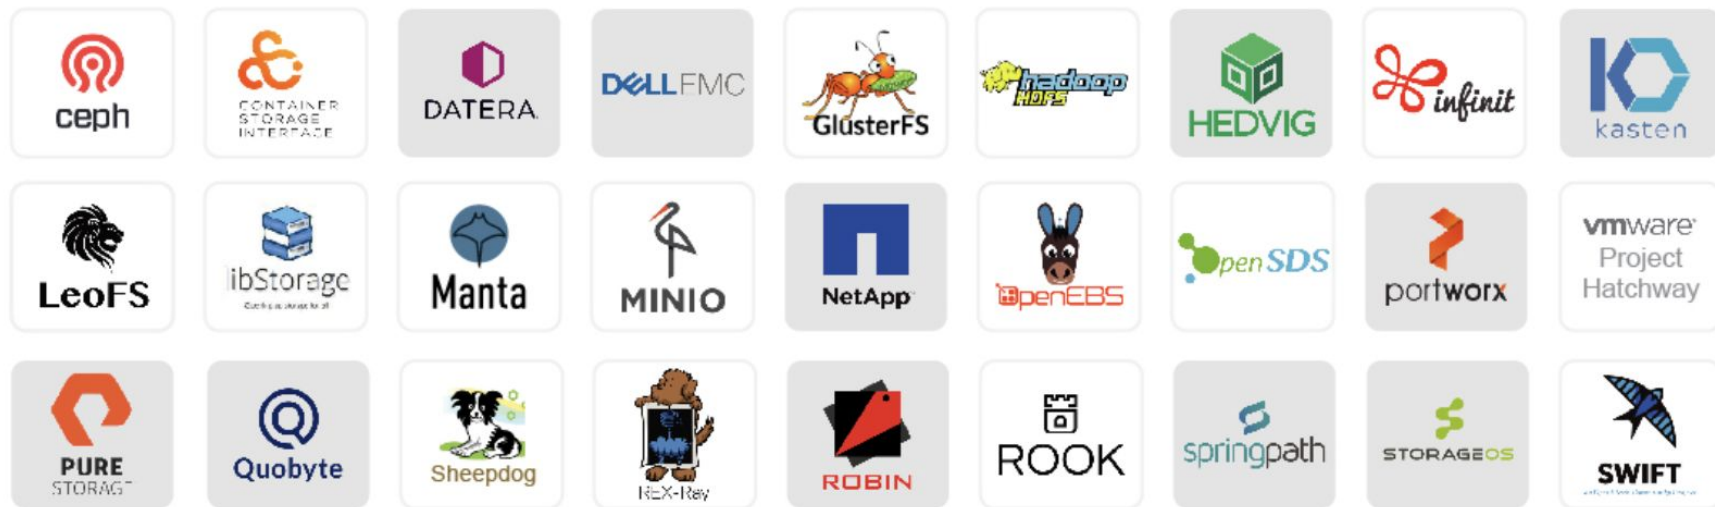 ceph
CONTAINER
STORAGE
INTERFACE
DATERA
DELLEMC
GlusterFS
hadoop
HDFS
HEDVIG
infinit
kasten
LeoFS
libStorage
Manta
MINIO
NetApp
OpenEBS
OpenSDS
portworx
vmware
Project
Hatchway
PURE
STORAGE
Quobyte
Sheepdog
REX-Ray
ROBIN
ROOK
springpath
STORAGEOS
SWIFT